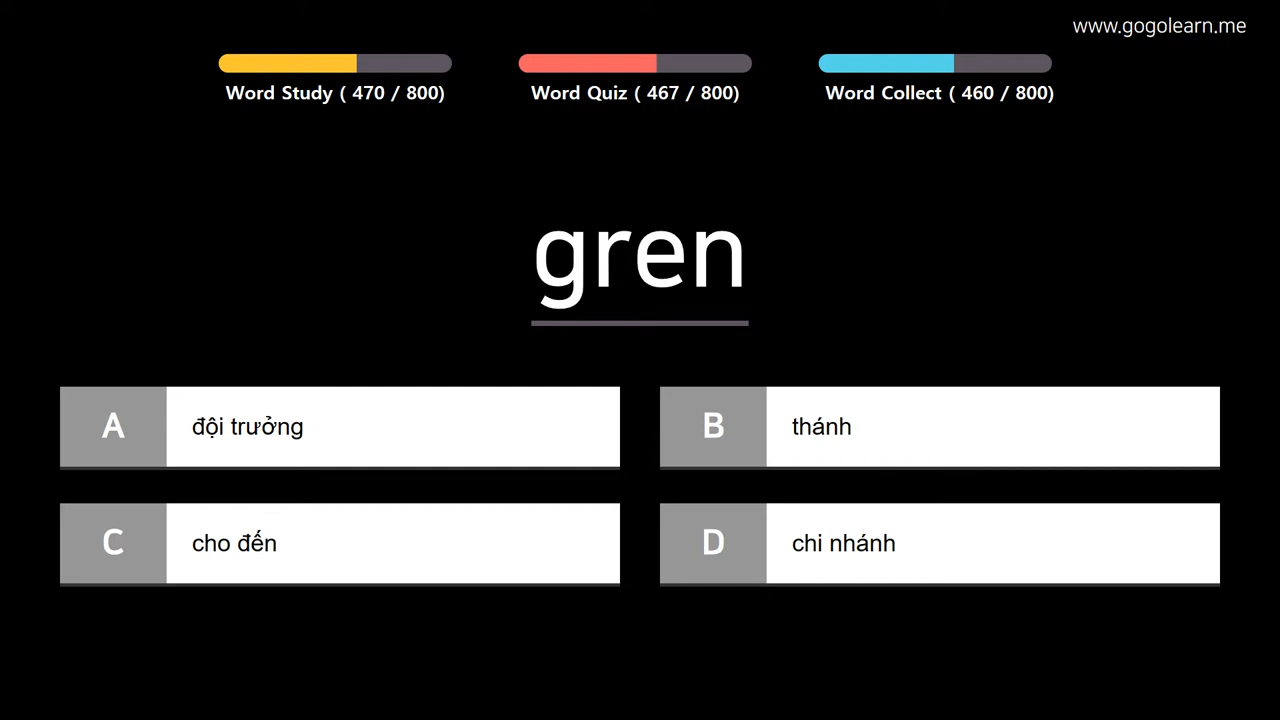 www.gogolearn.me
Word Study ( 470 / 800)
Word Quiz ( 467 / 800)
Word Collect ( 460 / 800)
gren
A đội trưởng
B thánh
C cho đến
D chi nhánh